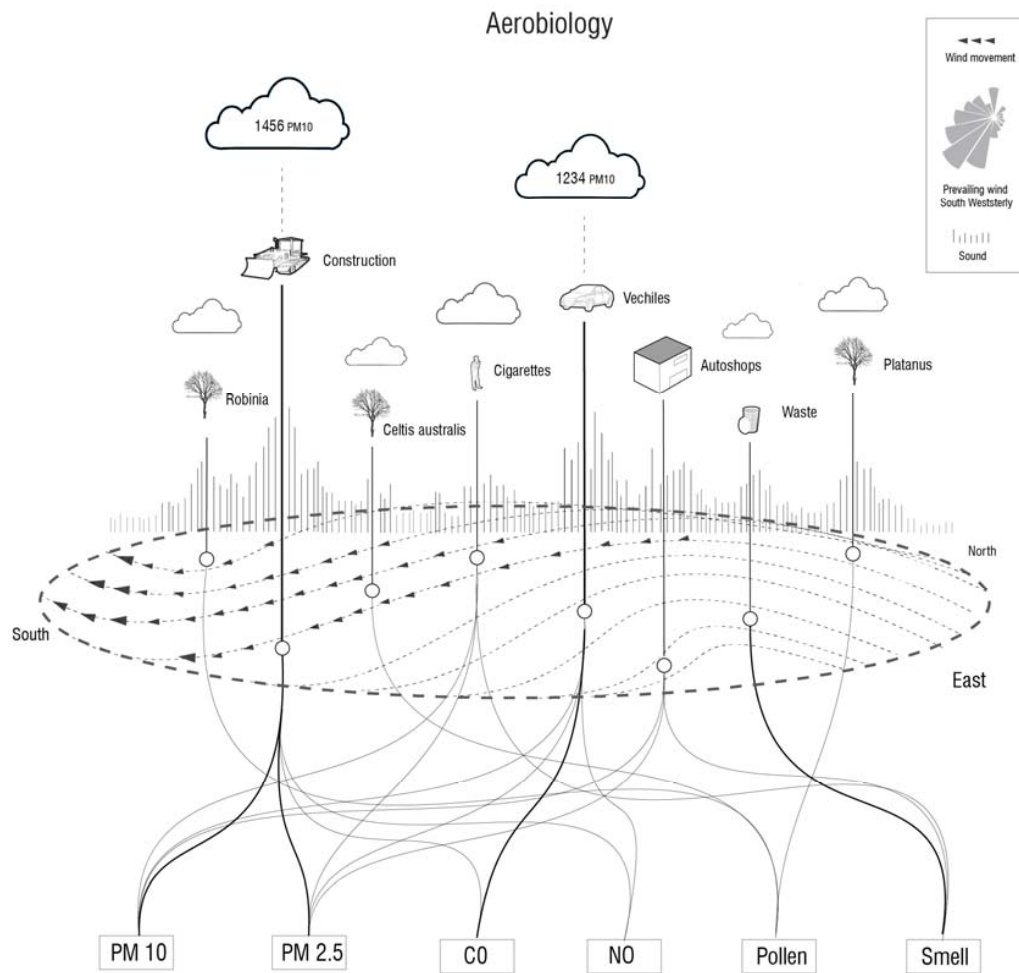 Aerobiology
Wind movement
Prevailing wind
South Weststerly
Sound
1456 PM10
1234 PM10
Construction
Vechiles
Robinia
Celtis australis
Cigarettes
Autoshops
Waste
Platanus
North
South
East
PM 10
PM 2.5
C0
NO
Pollen
Smell